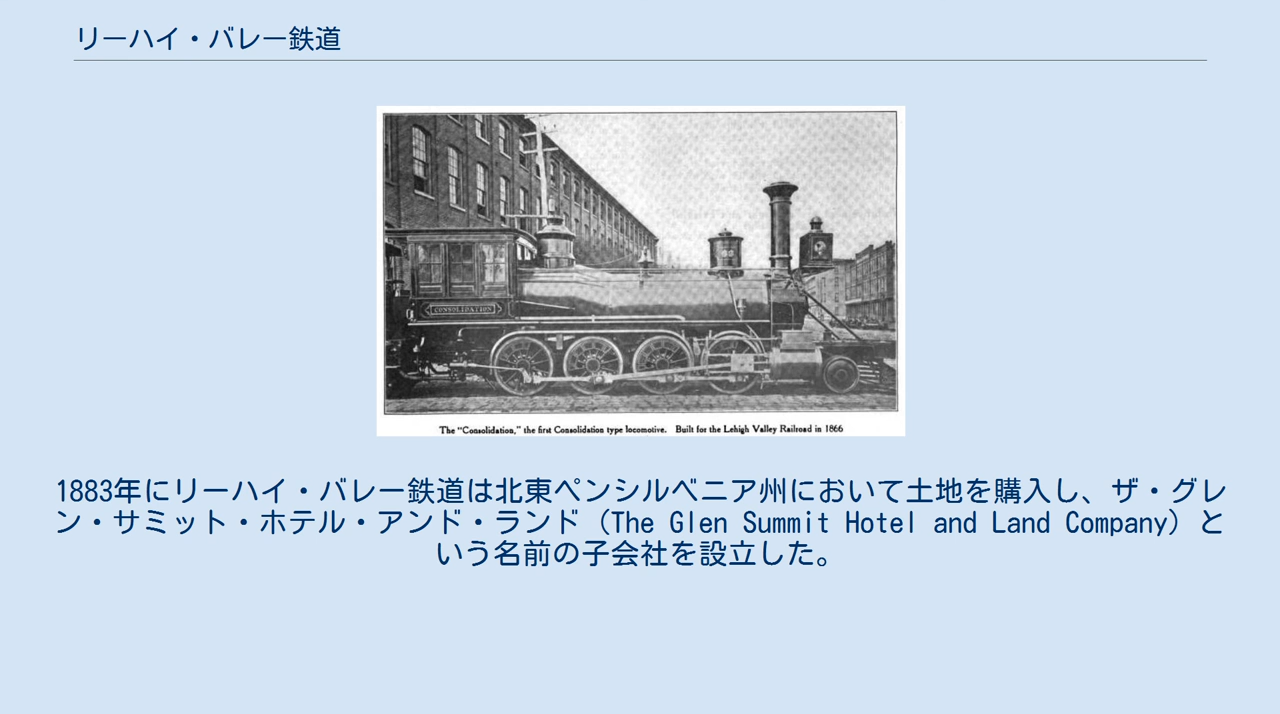 リーハイ・バレー鉄道
CONSOLIDATION
The "Consolidation," the first Consolidation type locomotive. Built for the Lehigh Valley Railroad in 1866
1883年にリーハイ・バレー鉄道は北東ペンシルベニア州において土地を購入し、ザ・グレ
ン・サミット・ホテル・アンド・ランド（The Glen Summit Hotel and Land Company）と
いう名前の子会社を設立した。